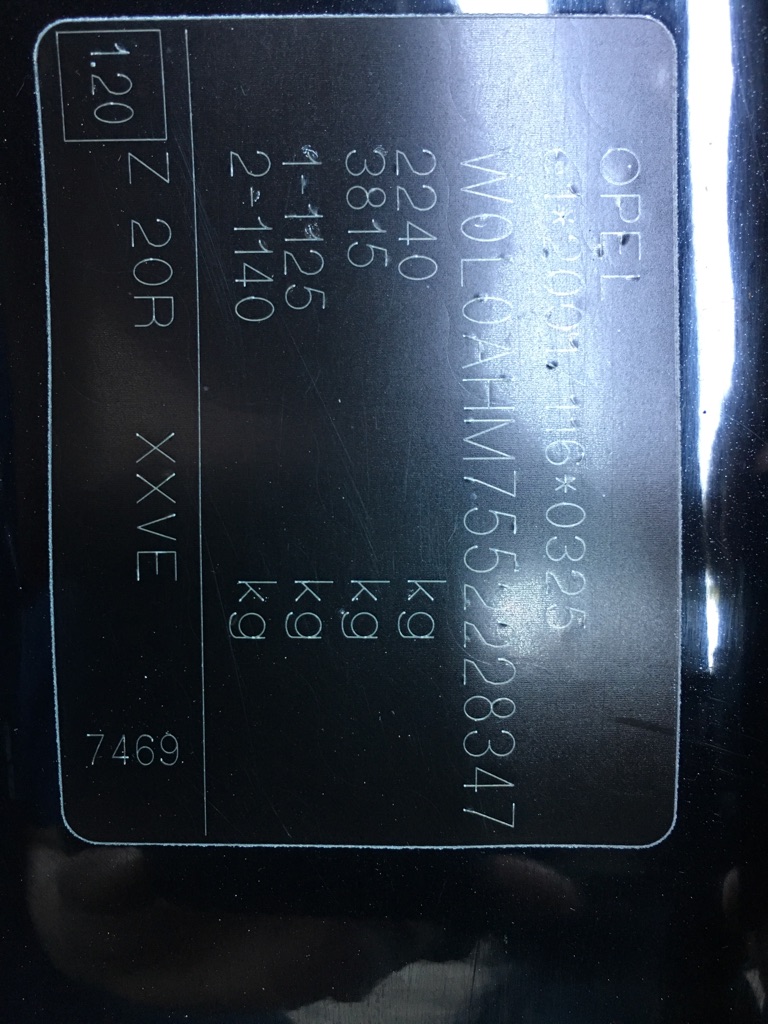 OPEL
e1*2001/116*0325
W0L0AHM7552228347
2240 kg
3815 kg
1-1125 kg
2-1140 kg
1.20 Z 20R XXVE 7469